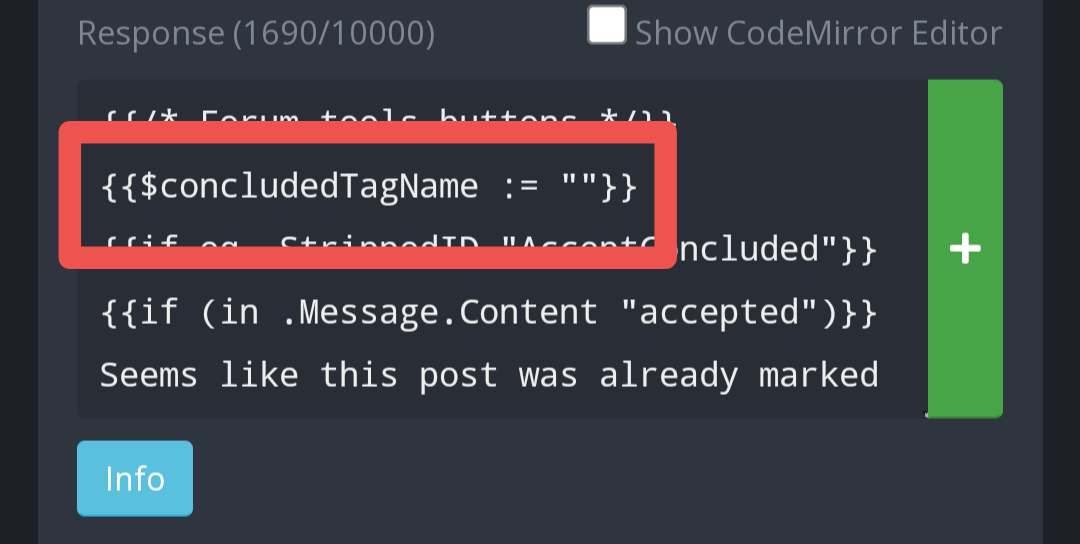 Response (1690/10000)
Show CodeMirror Editor
{{/* Forum tools buttons */}}
{{$concludedTagName := ""}}
{{if eq .StrippedID "AcceptConcluded"}}
{{if (in .Message.Content "accepted")}}
Seems like this post was already marked
+
Info